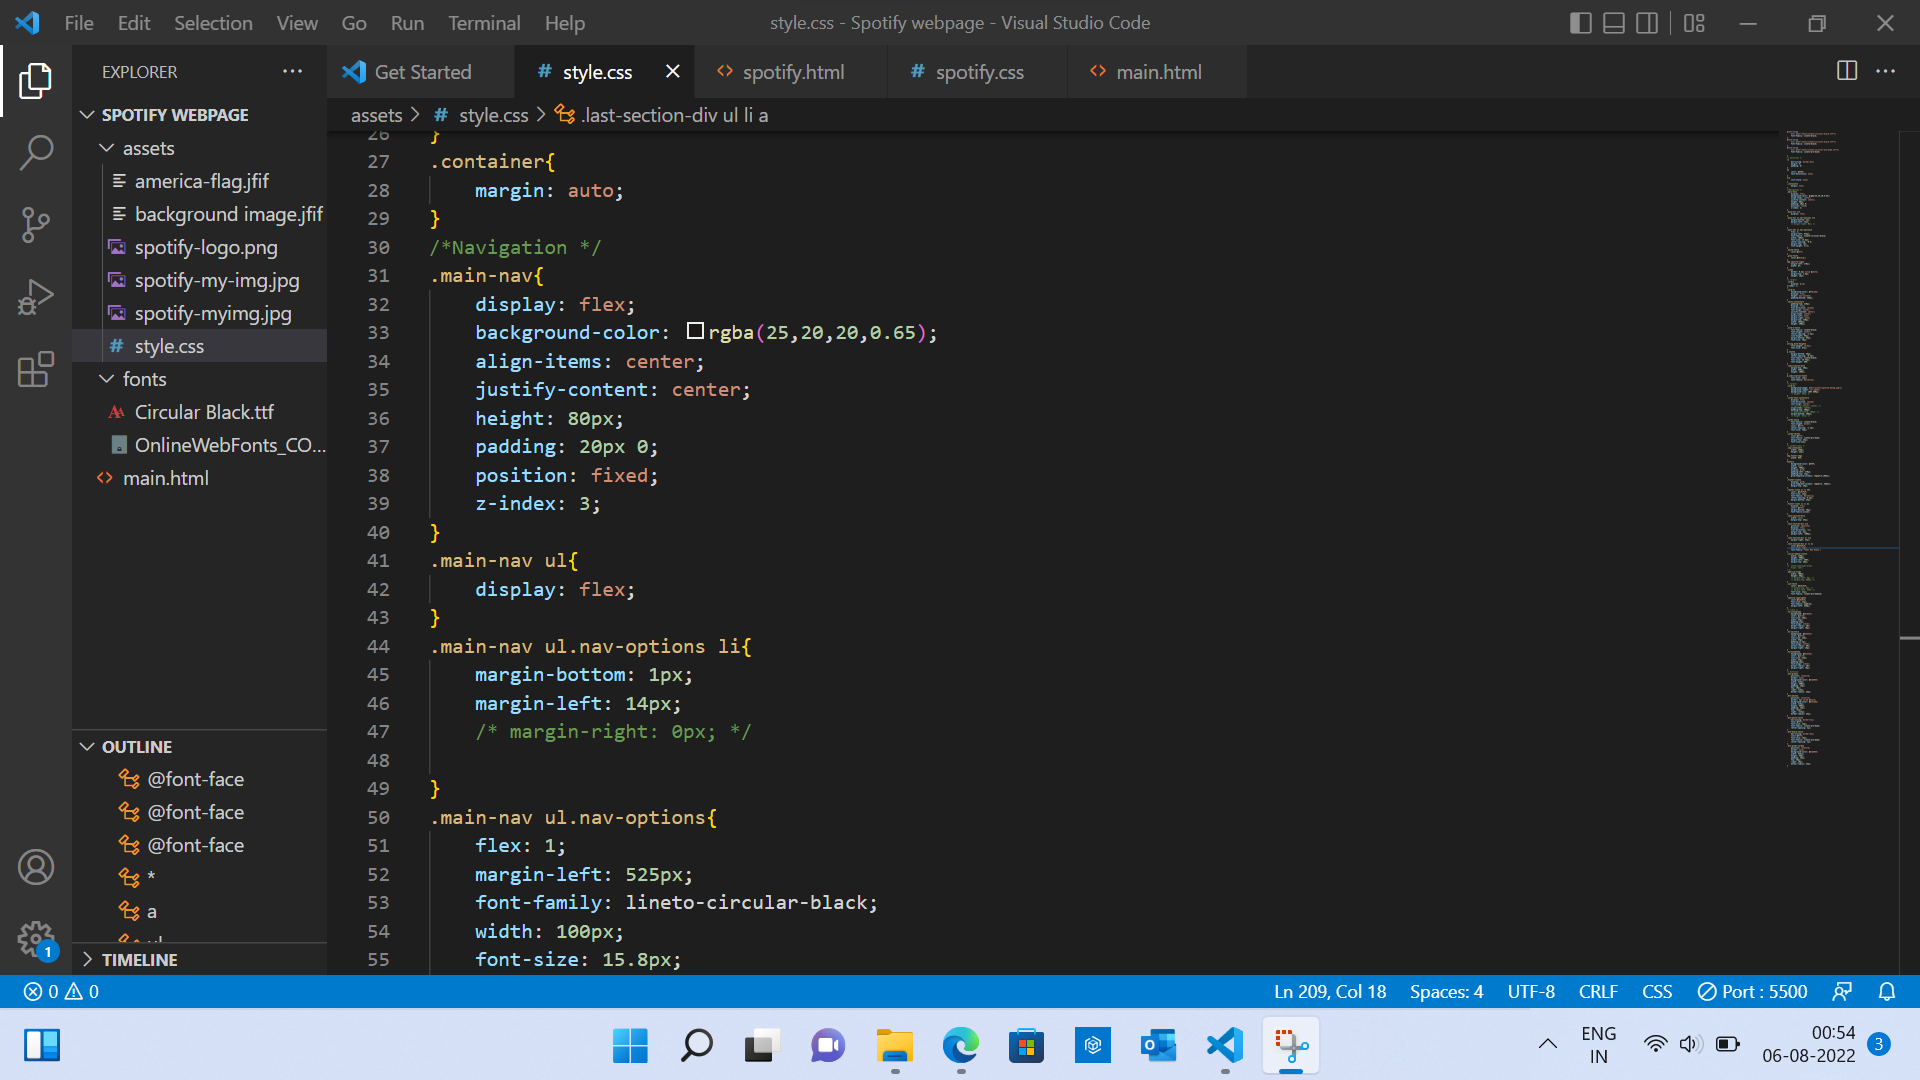 File Edit Selection View Go Run Terminal Help
style.css - Spotify webpage - Visual Studio Code
EXPLORER
SPOTIFY WEBPAGE
assets
america-flag.jfif
background image.jfif
spotify-logo.png
spotify-my-img.jpg
spotify-myimg.jpg
# style.css
fonts
Circular Black.ttf
OnlineWebFonts_CO...
<> main.html
OUTLINE
@font-face
@font-face
@font-face
*
a
TIMELINE
Get Started
# style.css
<> spotify.html
# spotify.css
<> main.html
assets > # style.css > .last-section-div ul li a
26 }
27 .container{
28 margin: auto;
29 }
30 /*Navigation */
31 .main-nav{
32 display: flex;
33 background-color: rgba(25,20,20,0.65);
34 align-items: center;
35 justify-content: center;
36 height: 80px;
37 padding: 20px 0;
38 position: fixed;
39 z-index: 3;
40 }
41 .main-nav ul{
42 display: flex;
43 }
44 .main-nav ul.nav-options li{
45 margin-bottom: 1px;
46 margin-left: 14px;
47 /* margin-right: 0px; */
48
49 }
50 .main-nav ul.nav-options{
51 flex: 1;
52 margin-left: 525px;
53 font-family: lineto-circular-black;
54 width: 100px;
55 font-size: 15.8px;
1
0 0
Ln 209, Col 18 Spaces: 4 UTF-8 CRLF CSS Port : 5500
ENG
IN
00:54
06-08-2022
3